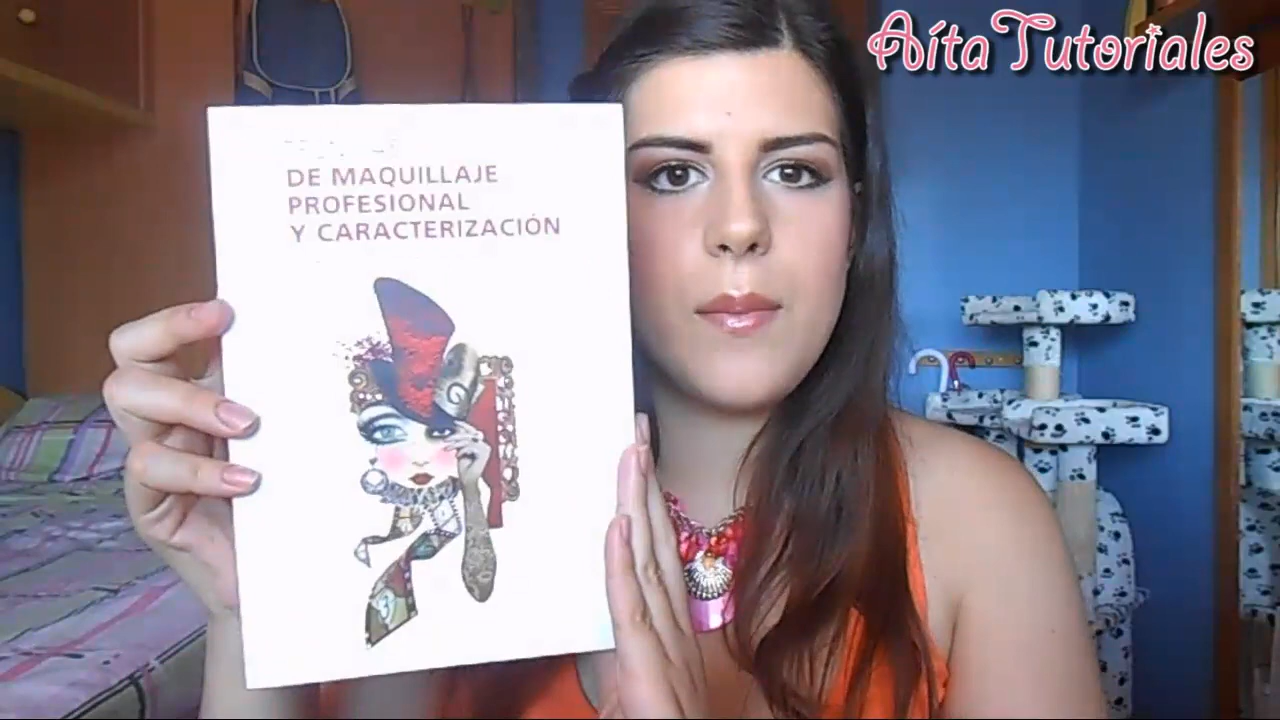 AítaTutoriales
DE MAQUILLAJE
PROFESIONAL
Y CARACTERIZACIÓN